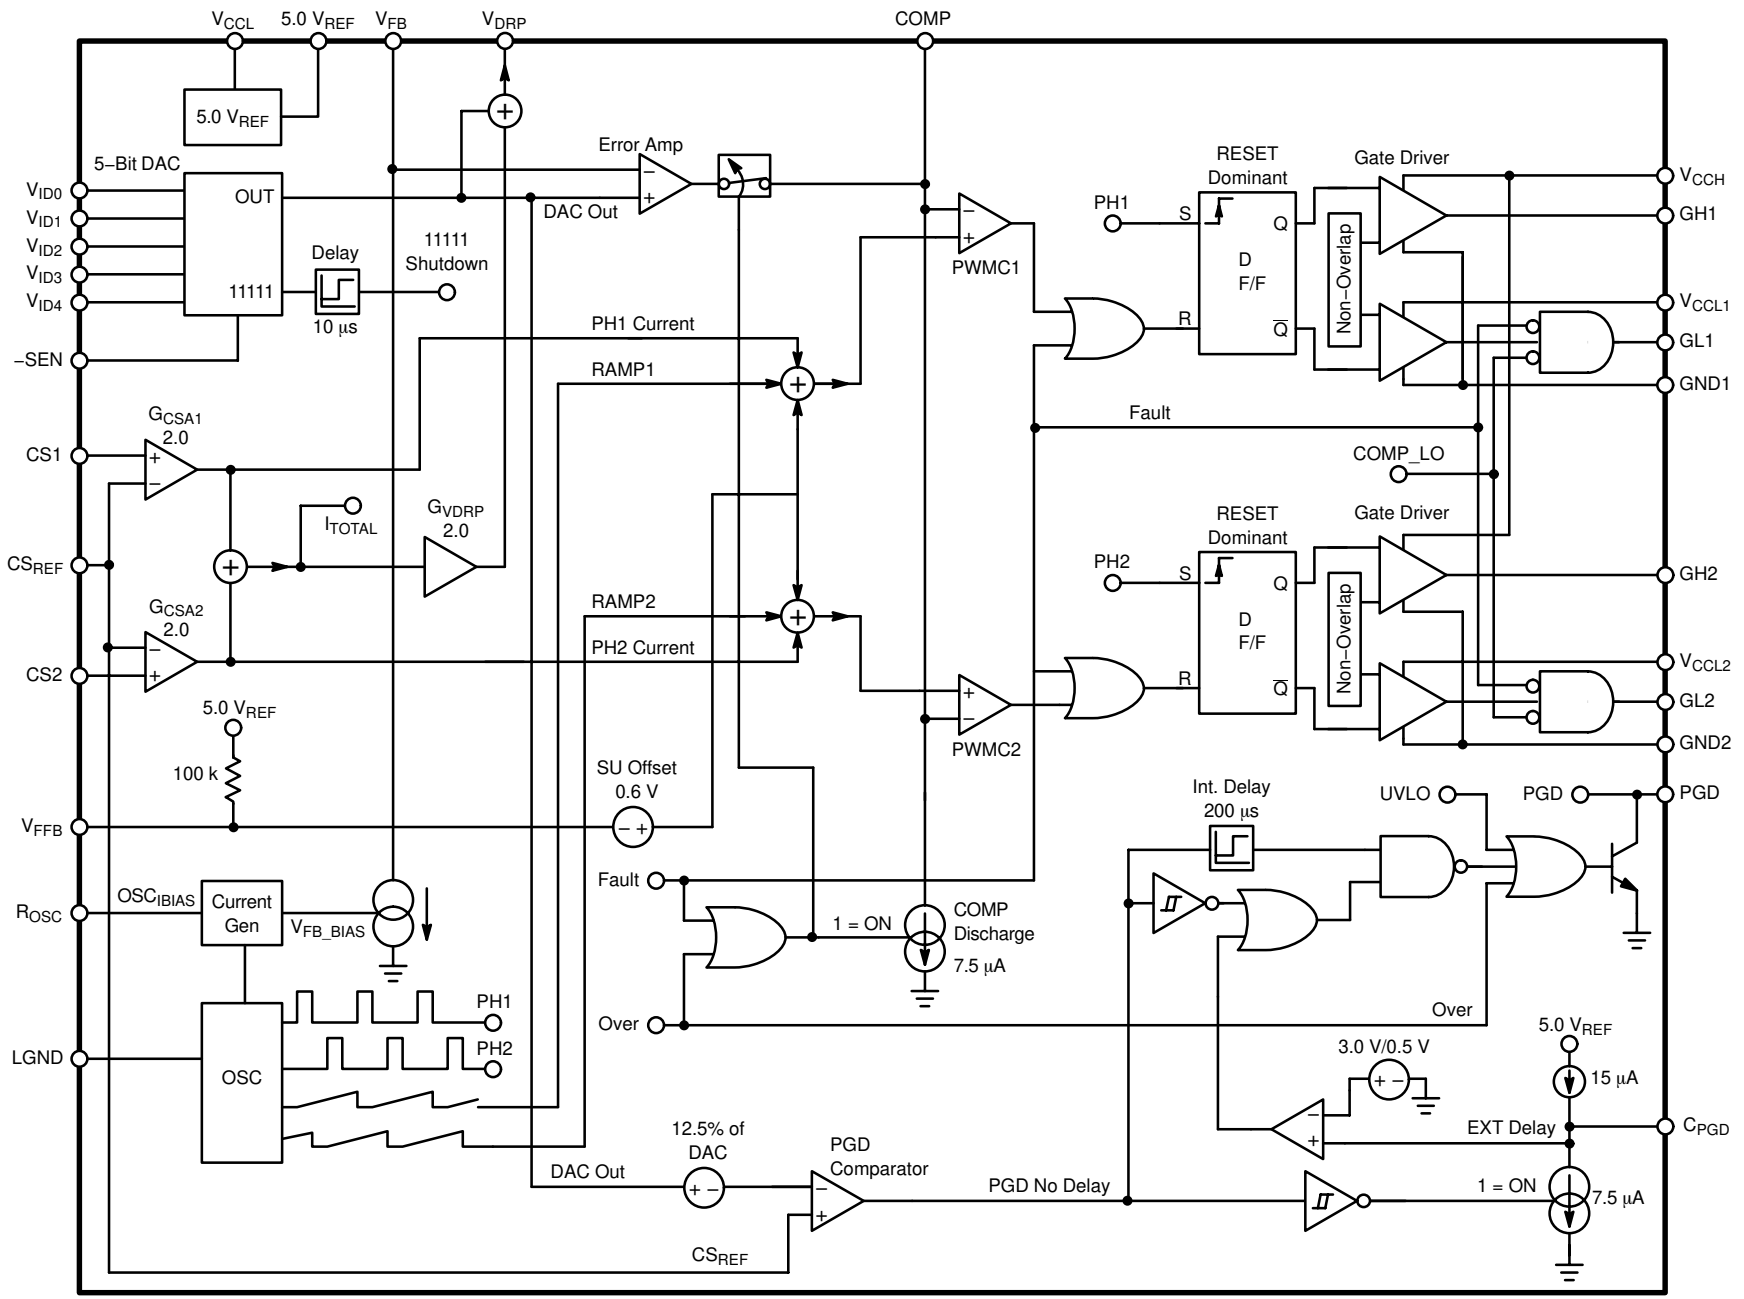 VCCL
5.0 VREF
VFB
VDRP
COMP
5.0 VREF
5−Bit DAC
VID0
VID1
VID2
VID3
VID4
−SEN
OUT
11111
Delay
10 μs
11111
Shutdown
DAC Out
Error Amp
−
+
PH1 Current
RAMP1
−
+
PWMC1
PH1
RESET
Dominant
S
Q
D
F/F
R
Q
Gate Driver
Non−Overlap
VCCH
GH1
VCCL1
GL1
GND1
Fault
COMP_LO
CS1
GCSA1
2.0
+
−
ITOTAL
GVDRP
2.0
+
+
+
+
CSREF
GCSA2
2.0
−
+
CS2
RAMP2
PH2 Current
+
−
PWMC2
PH2
RESET
Dominant
S
Q
D
F/F
R
Q
Gate Driver
Non−Overlap
GH2
VCCL2
GL2
GND2
5.0 VREF
100 k
VFFB
SU Offset
0.6 V
− +
Int. Delay
200 μs
UVLO
PGD
PGD
Fault
ROSC
OSCIBIAS
Current
Gen
VFB_BIAS
1 = ON
COMP
Discharge
7.5 μA
Over
Over
LGND
OSC
PH1
PH2
5.0 VREF
15 μA
3.0 V/0.5 V
+ −
−
+
EXT Delay
CPGD
12.5% of
DAC
+ −
DAC Out
PGD
Comparator
−
+
PGD No Delay
1 = ON
7.5 μA
CSREF